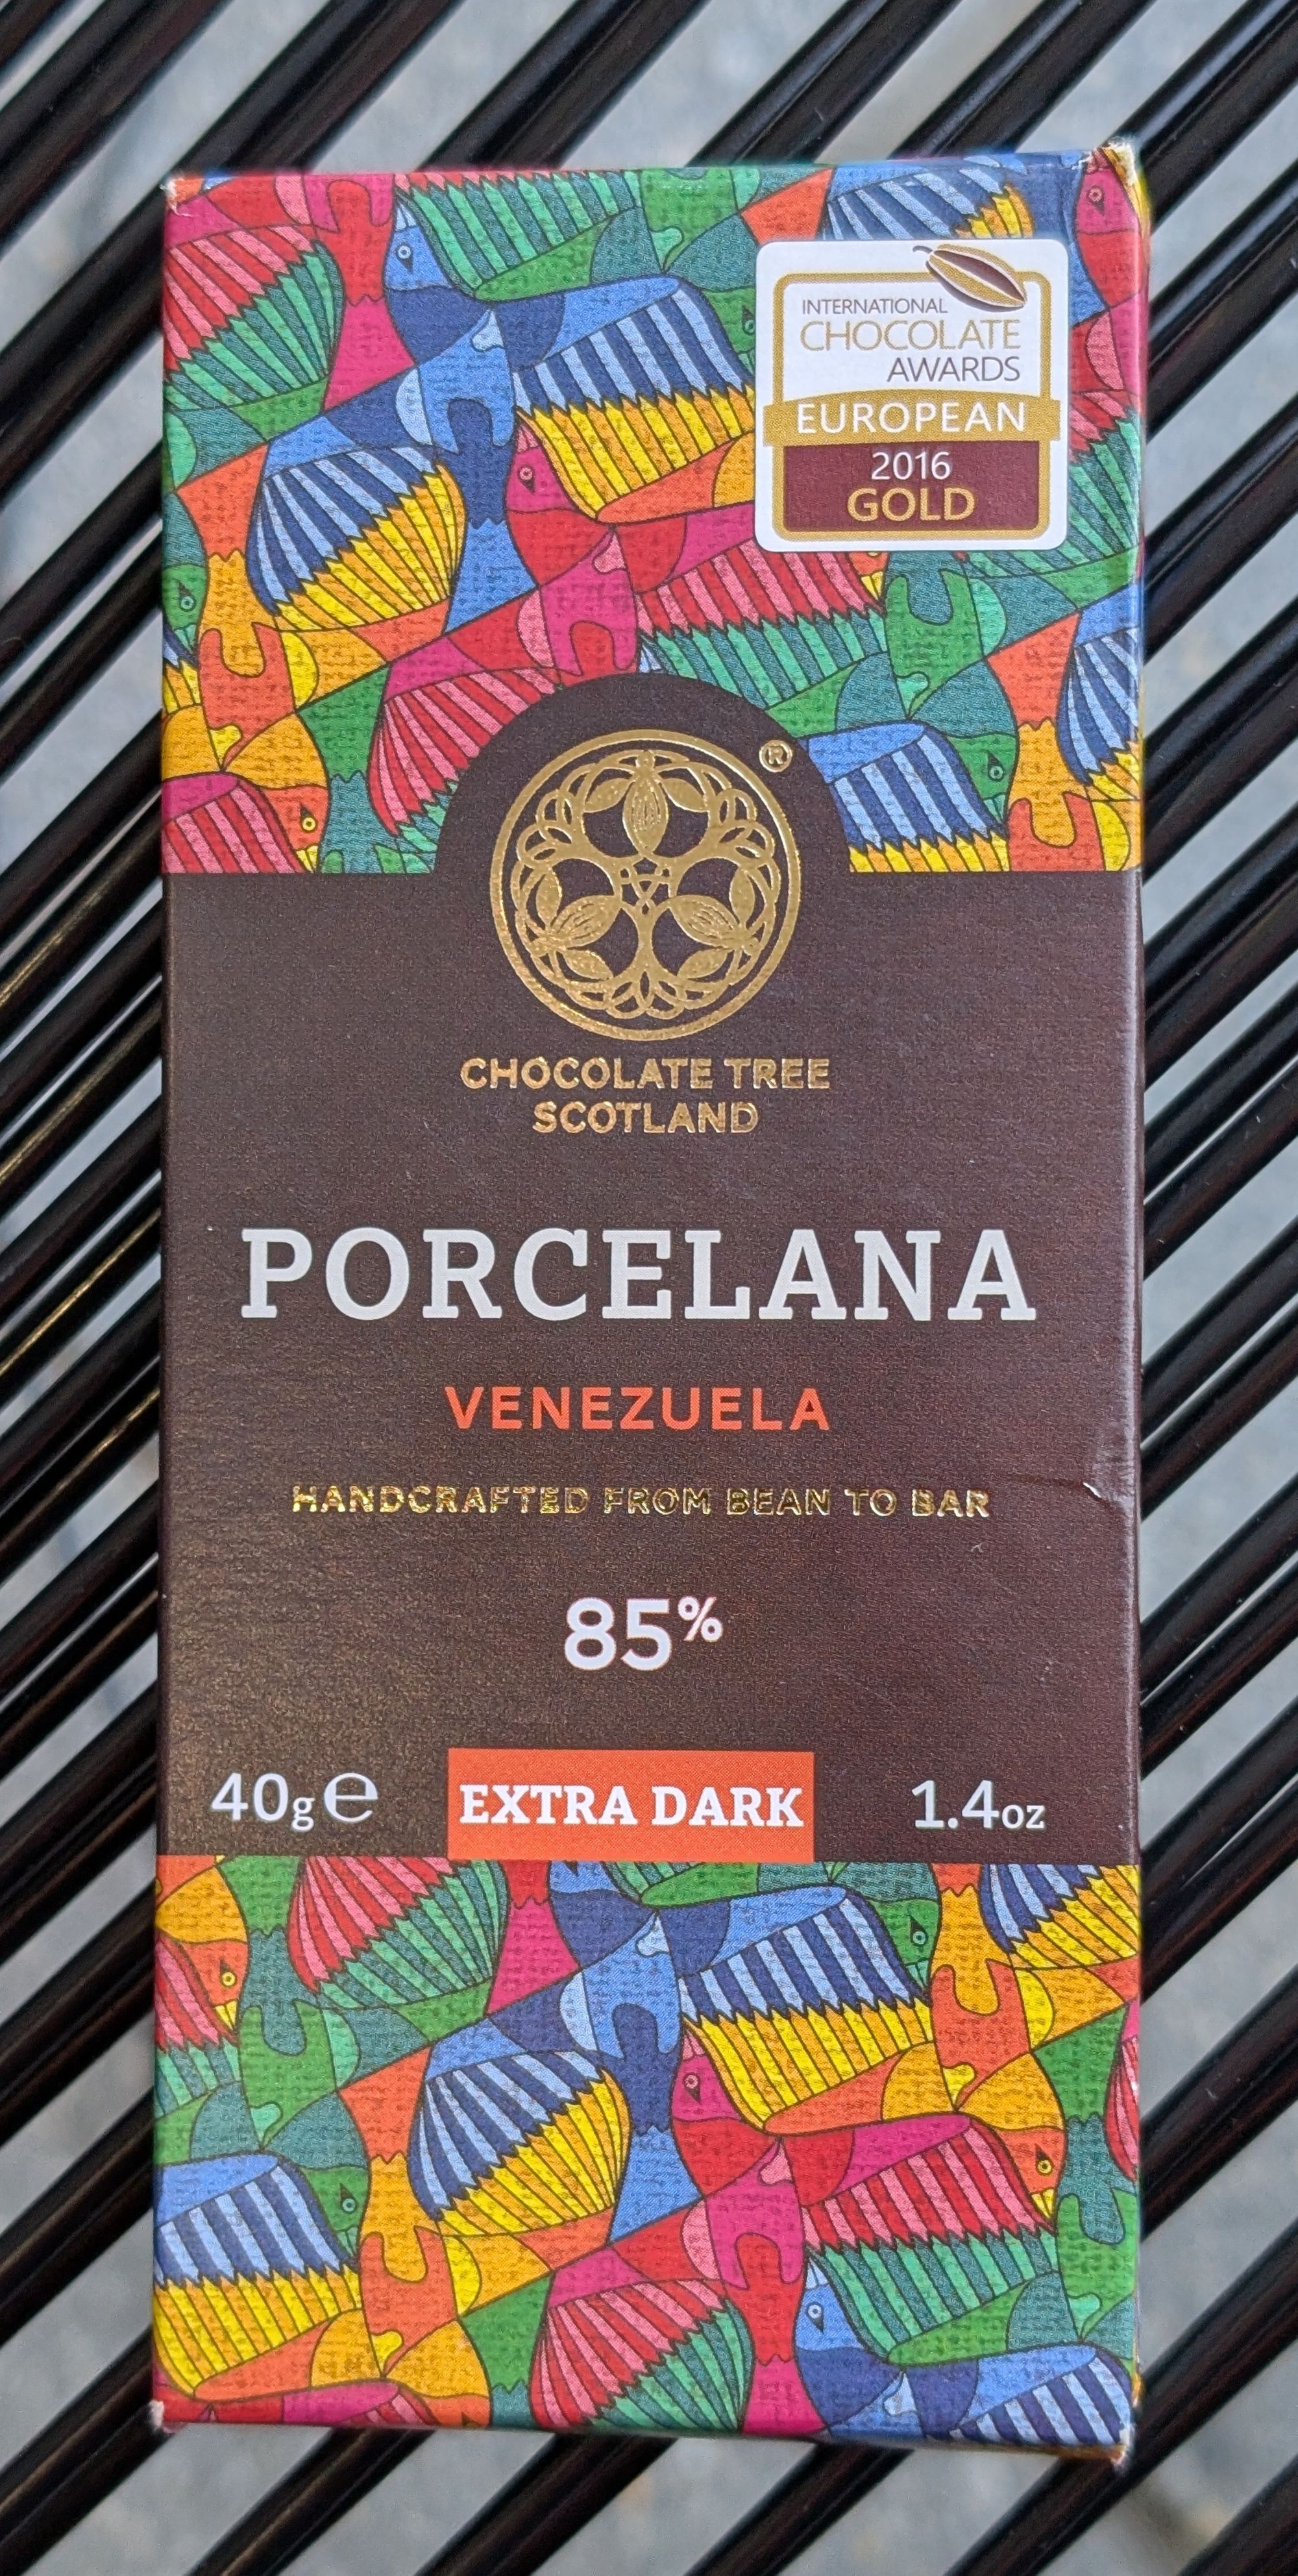 INTERNATIONAL
CHOCOLATE
AWARDS
EUROPEAN
2016
GOLD
®
CHOCOLATE TREE
SCOTLAND
PORCELANA
VENEZUELA
HANDCRAFTED FROM BEAN TO BAR
85%
40g℮ EXTRA DARK 1.4oz